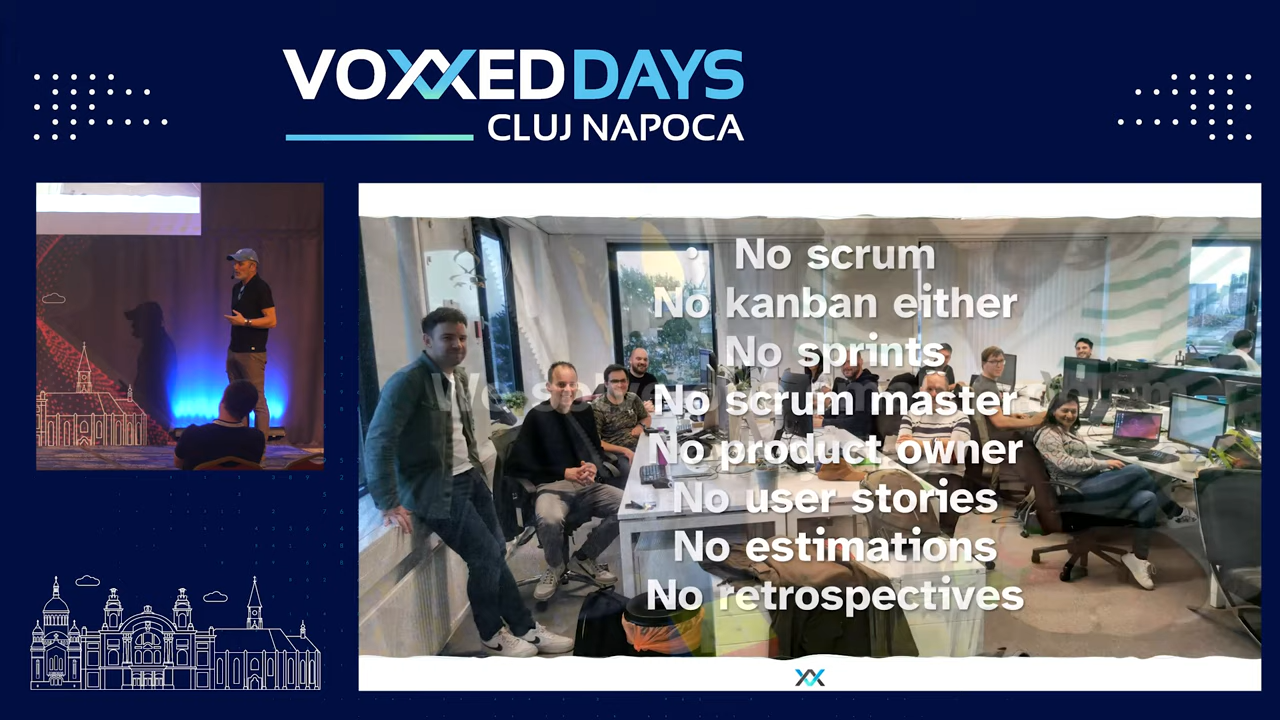 VOXXED DAYS
CLUJ NAPOCA
No scrum
No kanban either
No sprints
No scrum master
No product owner
No user stories
No estimations
No retrospectives